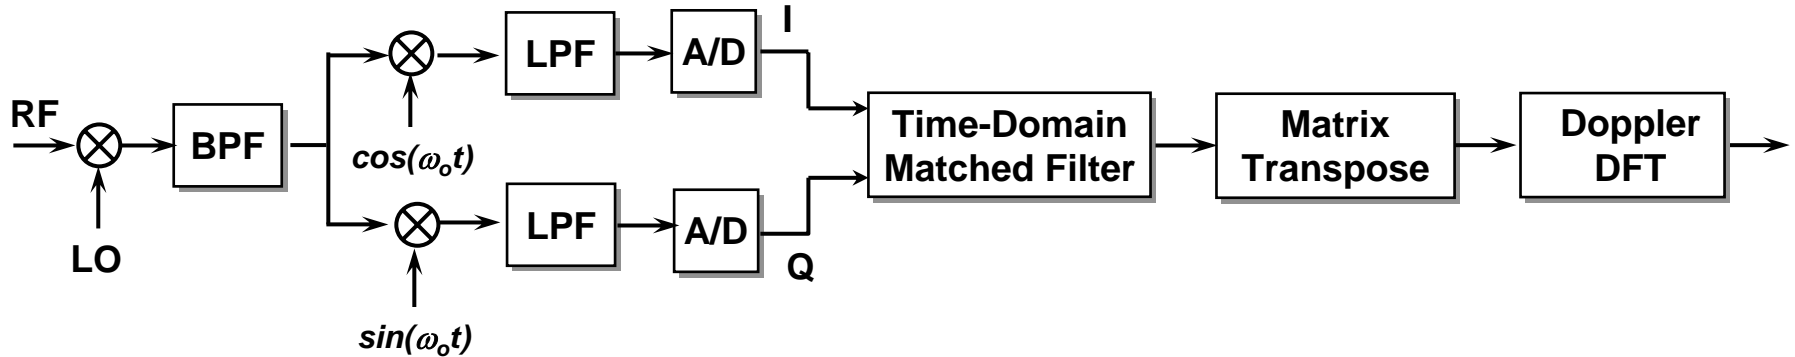 RF
LO
BPF
cos(ωₒt)
sin(ωₒt)
LPF
LPF
A/D
A/D
I
Q
Time-Domain
Matched Filter
Matrix
Transpose
Doppler
DFT